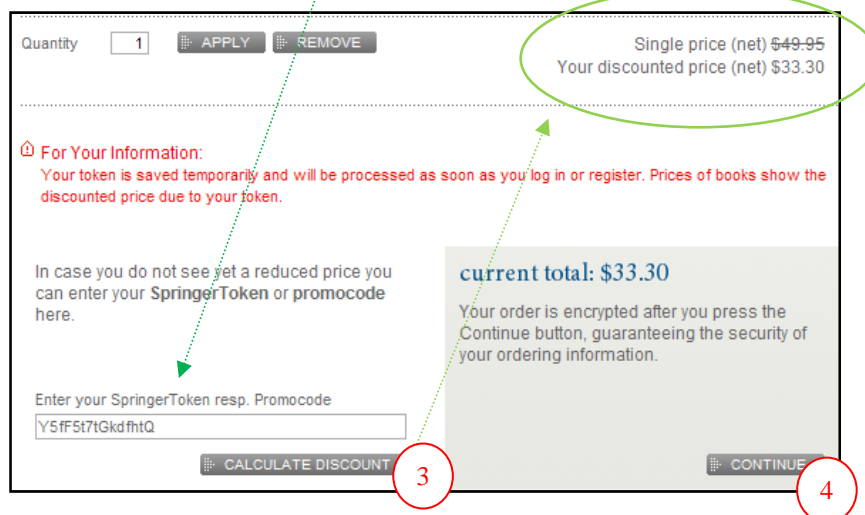 Quantity 1 APPLY REMOVE
Single price (net) $49.95
Your discounted price (net) $33.30
For Your Information:
Your token is saved temporarily and will be processed as soon as you log in or register. Prices of books show the
discounted price due to your token.
In case you do not see yet a reduced price you
can enter your SpringerToken or promocode
here.
Enter your SpringerToken resp. Promocode
Y5fF5t7tGkdfhtQ
CALCULATE DISCOUNT
3
current total: $33.30
Your order is encrypted after you press the
Continue button, guaranteeing the security of
your ordering information.
CONTINUE
4